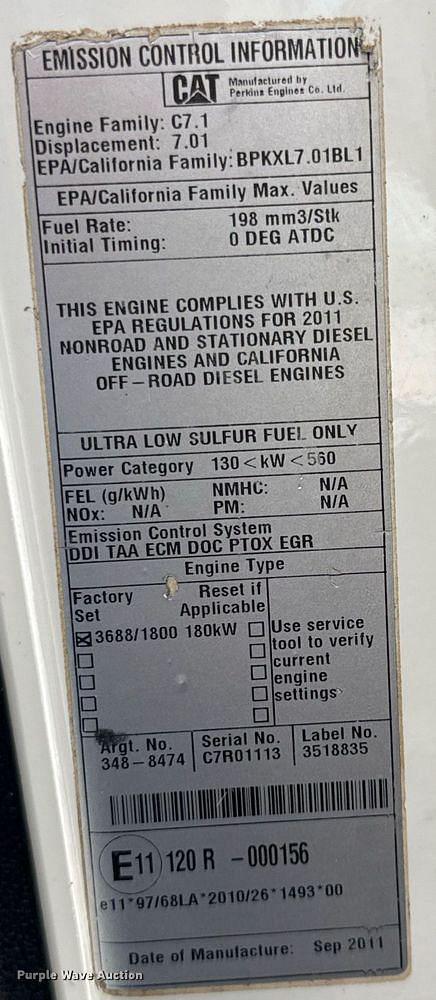 EMISSION CONTROL INFORMATION
CAT Manufactured by
Perkins Engines Co. Ltd.
Engine Family: C7.1
Displacement: 7.01
EPA/California Family: BPKXL7.01BL1
EPA/California Family Max. Values
Fuel Rate: 198 mm3/Stk
Initial Timing: 0 DEG ATDC
THIS ENGINE COMPLIES WITH U.S.
EPA REGULATIONS FOR 2011
NONROAD AND STATIONARY DIESEL
ENGINES AND CALIFORNIA
OFF-ROAD DIESEL ENGINES
ULTRA LOW SULFUR FUEL ONLY
Power Category 130<kW<560
FEL (g/kWh) NMHC: N/A
NOx: N/A PM: N/A
Emission Control System
DDI TAA ECM DOC PTOX EGR
Engine Type
Factory Set
Reset if Applicable
3688/1800 180kW
Use service
tool to verify
current
engine
settings
Argt. No. Serial No. Label No.
348-8474 C7R01113 3518835
E11 120 R -000156
e11*97/68LA*2010/26*1493*00
Date of Manufacture: Sep 2011
Purple Wave Auction